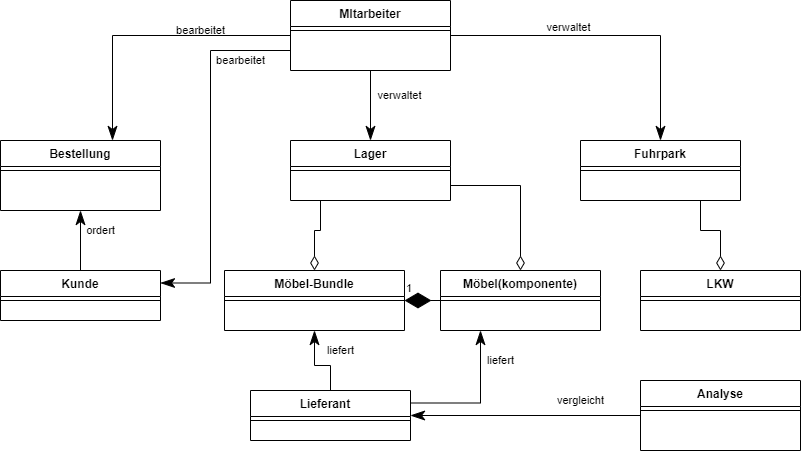 MItarbeiter
bearbeitet
verwaltet
bearbeitet
verwaltet
Bestellung
Lager
Fuhrpark
ordert
Kunde
Möbel-Bundle
1
Möbel(komponente)
LKW
liefert
liefert
Lieferant
vergleicht
Analyse